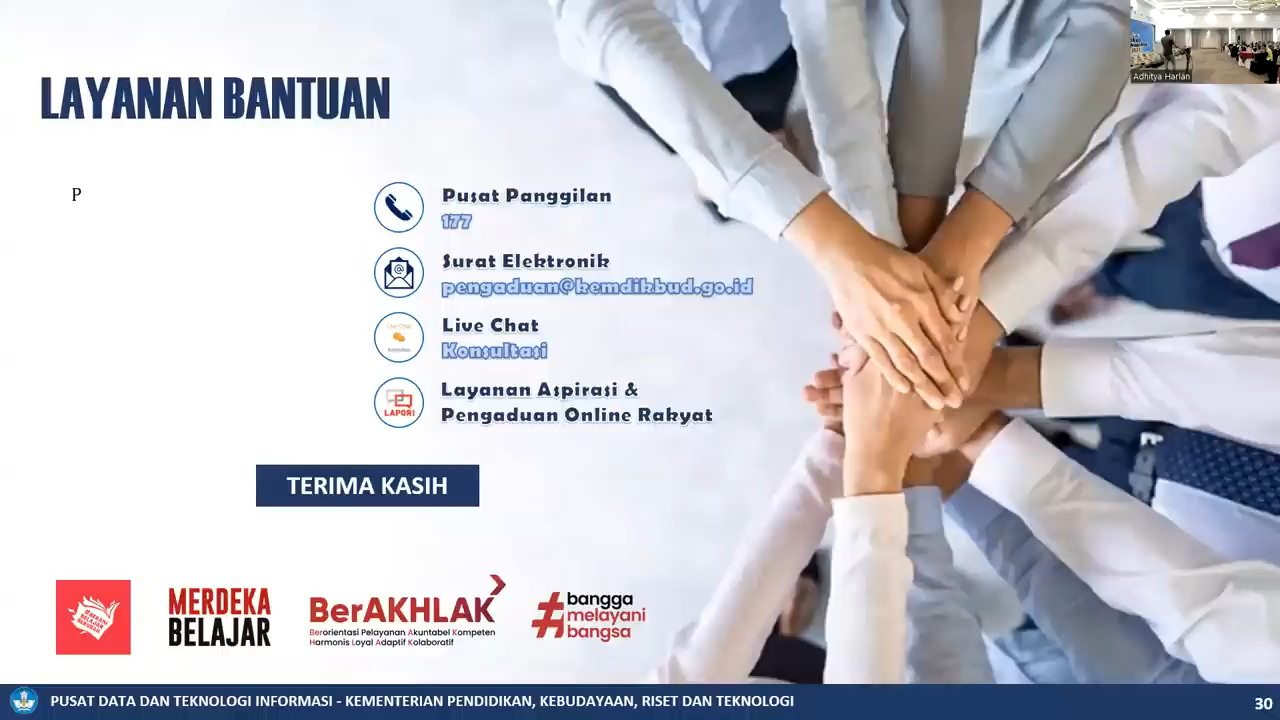 Adhitya Harlan
LAYANAN BANTUAN
P
Pusat Panggilan
177
Surat Elektronik
pengaduan@kemdikbud.go.id
Live Chat
Konsultasi
Layanan Aspirasi &
Pengaduan Online Rakyat
LAPOR!
TERIMA KASIH
MERDEKA
BELAJAR
BerAKHLAK
Berorientasi Pelayanan Akuntabel Kompeten
Harmonis Loyal Adaptif Kolaboratif
#bangga
melayani
bangsa
PUSAT DATA DAN TEKNOLOGI INFORMASI - KEMENTERIAN PENDIDIKAN, KEBUDAYAAN, RISET DAN TEKNOLOGI
30